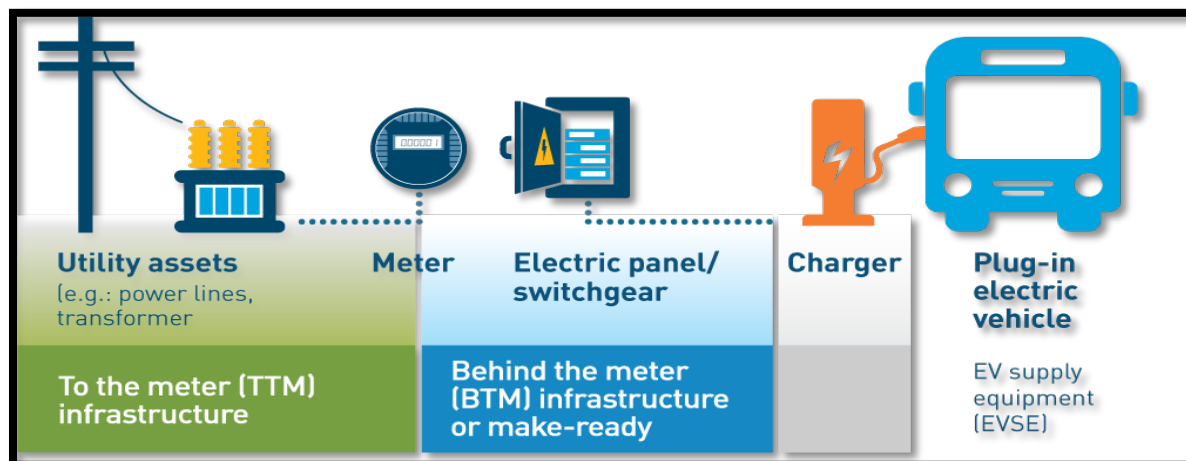 000001
Utility assets
(e.g.: power lines,
transformer
Meter
Electric panel/
switchgear
Charger
Plug-in
electric
vehicle
To the meter (TTM)
infrastructure
Behind the meter
(BTM) infrastructure
or make-ready
EV supply
equipment
(EVSE)